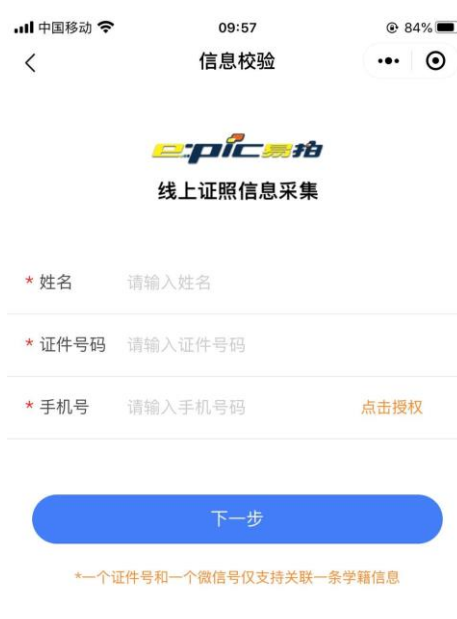 中国移动 09:57 84%
信息校验
e:pic易拍
线上证照信息采集
* 姓名 请输入姓名
* 证件号码 请输入证件号码
* 手机号 请输入手机号码 点击授权
下一步
*一个证件号和一个微信号仅支持关联一条学籍信息